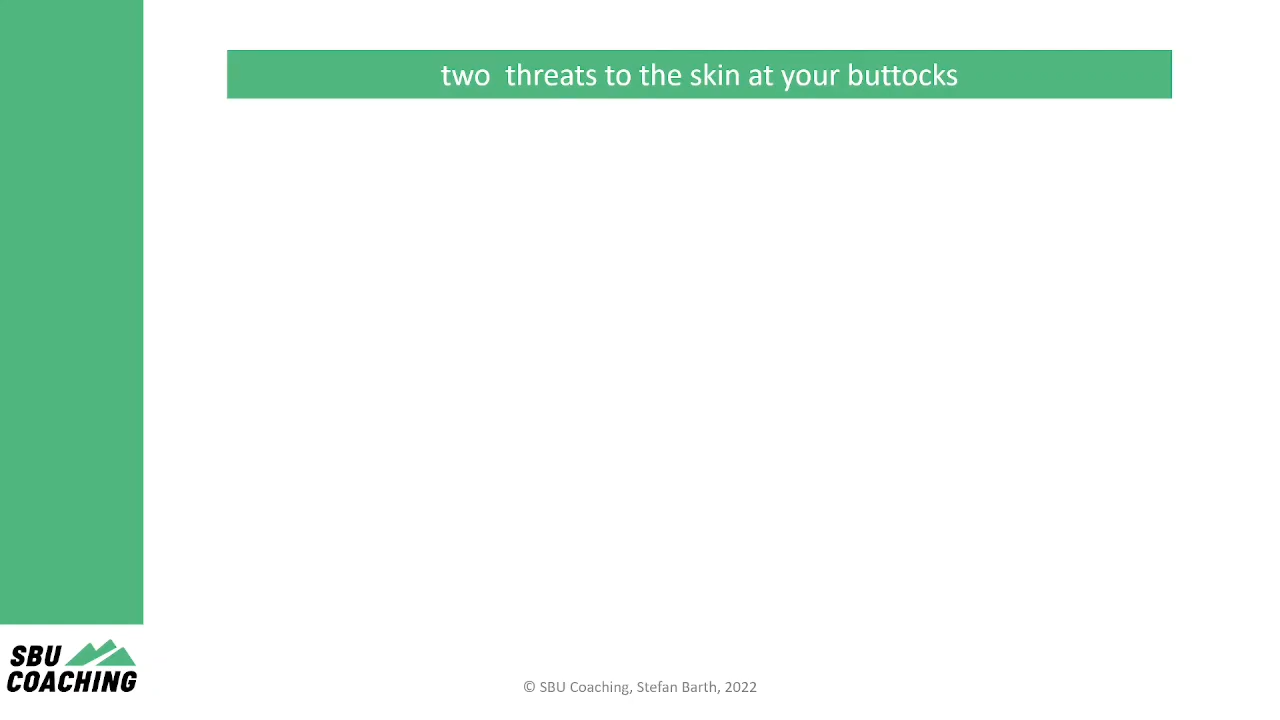 two  threats to the skin at your buttocks
SBU
COACHING
© SBU Coaching, Stefan Barth, 2022